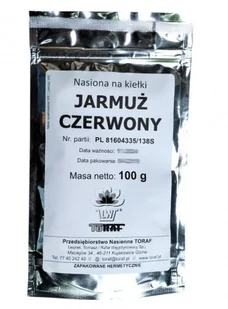 Nasiona na kiełki
JARMUŻ
CZERWONY
Nr. partii: PL 81604335/138S
Data ważności:
Data pakowania:
Masa netto: 100 g
TORAF
Przedsiębiorstwo Nasienne TORAF
ZAPAKOWANE HERMETYCZNIE